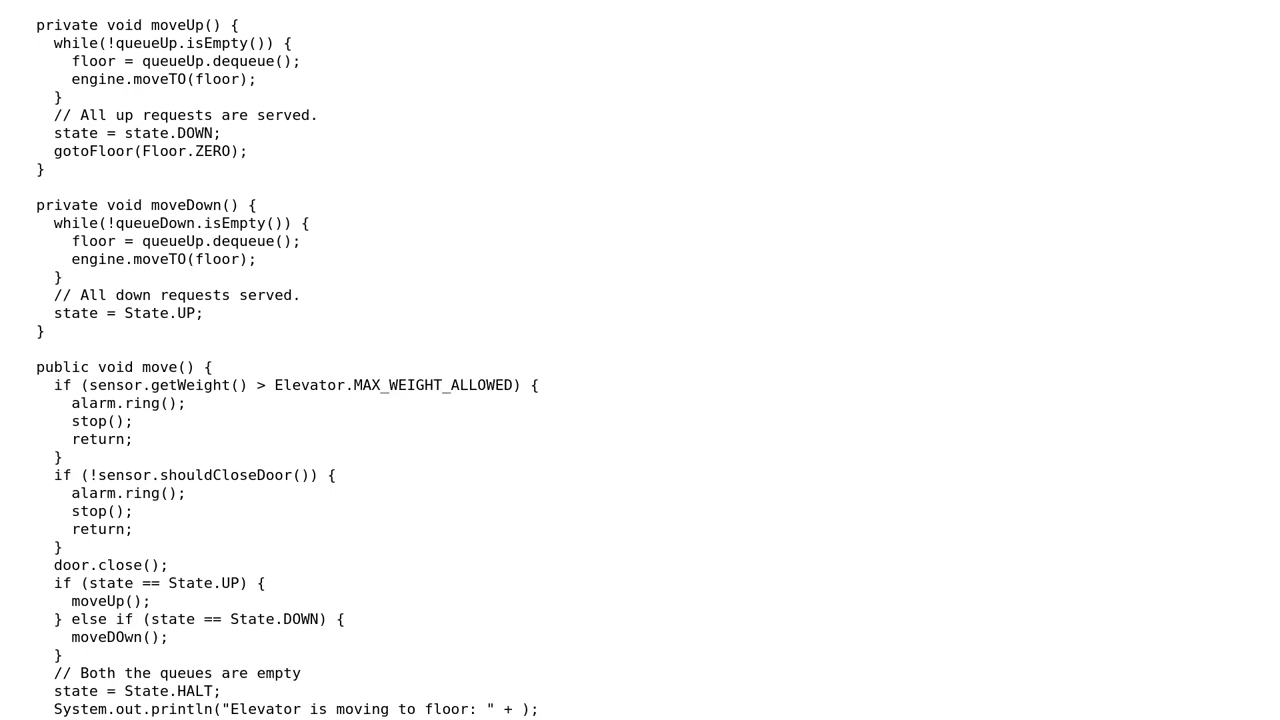 private void moveUp() {
while(!queueUp.isEmpty()) {
floor = queueUp.dequeue();
engine.moveTO(floor);
}
// All up requests are served.
state = state.DOWN;
gotoFloor(Floor.ZERO);
}
private void moveDown() {
while(!queueDown.isEmpty()) {
floor = queueUp.dequeue();
engine.moveTO(floor);
}
// All down requests served.
state = State.UP;
}
public void move() {
if (sensor.getWeight() > Elevator.MAX_WEIGHT_ALLOWED) {
alarm.ring();
stop();
return;
}
if (!sensor.shouldCloseDoor()) {
alarm.ring();
stop();
return;
}
door.close();
if (state == State.UP) {
moveUp();
} else if (state == State.DOWN) {
moveDOwn();
}
// Both the queues are empty
state = State.HALT;
System.out.println("Elevator is moving to floor: " + );